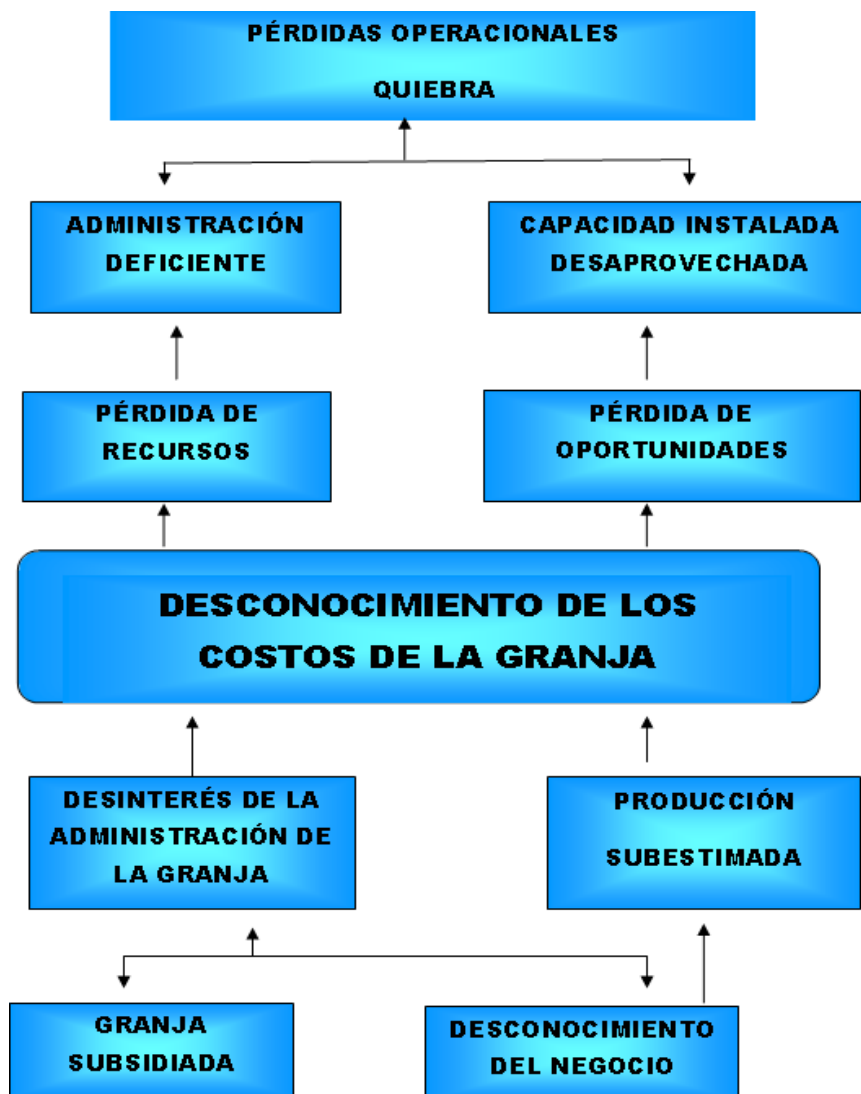 PÉRDIDAS OPERACIONALES
QUIEBRA
ADMINISTRACIÓN
DEFICIENTE
CAPACIDAD INSTALADA
DESAPROVECHADA
PÉRDIDA DE
RECURSOS
PÉRDIDA DE
OPORTUNIDADES
DESCONOCIMIENTO DE LOS
COSTOS DE LA GRANJA
DESINTERÉS DE LA
ADMINISTRACIÓN DE
LA GRANJA
PRODUCCIÓN
SUBESTIMADA
GRANJA
SUBSIDIADA
DESCONOCIMIENTO
DEL NEGOCIO